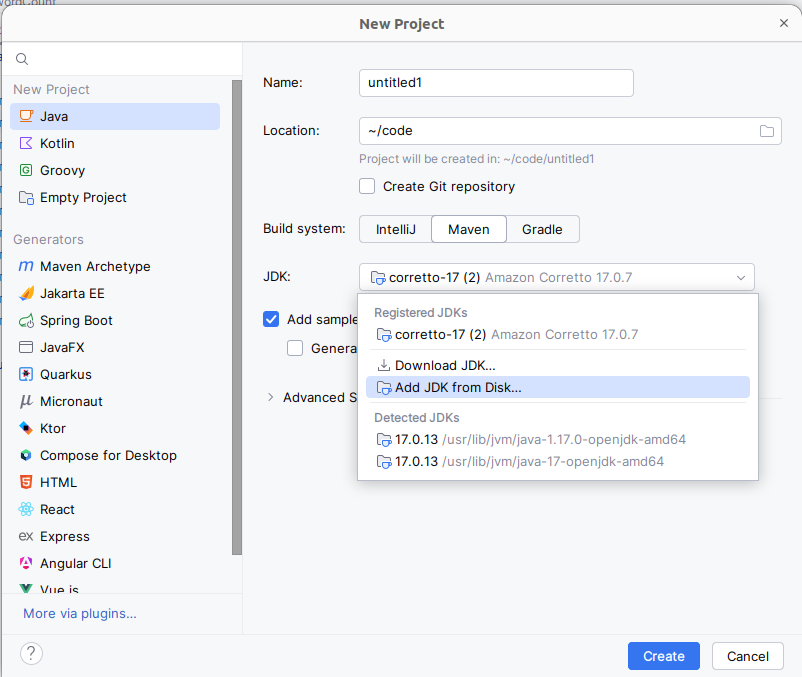 New Project
New Project
Java
Kotlin
Groovy
Empty Project
Generators
Maven Archetype
Jakarta EE
Spring Boot
JavaFX
Quarkus
Micronaut
Ktor
Compose for Desktop
HTML
React
ex Express
Angular CLI
Vue.js
More via plugins...
Name: untitled1
Location: ~/code
Project will be created in: ~/code/untitled1
Create Git repository
Build system: IntelliJ Maven Gradle
JDK: corretto-17 (2) Amazon Corretto 17.0.7
Add sample
Genera
Advanced S
Registered JDKs
corretto-17 (2) Amazon Corretto 17.0.7
Download JDK...
Add JDK from Disk...
Detected JDKs
17.0.13 /usr/lib/jvm/java-1.17.0-openjdk-amd64
17.0.13 /usr/lib/jvm/java-17-openjdk-amd64
?
Create
Cancel